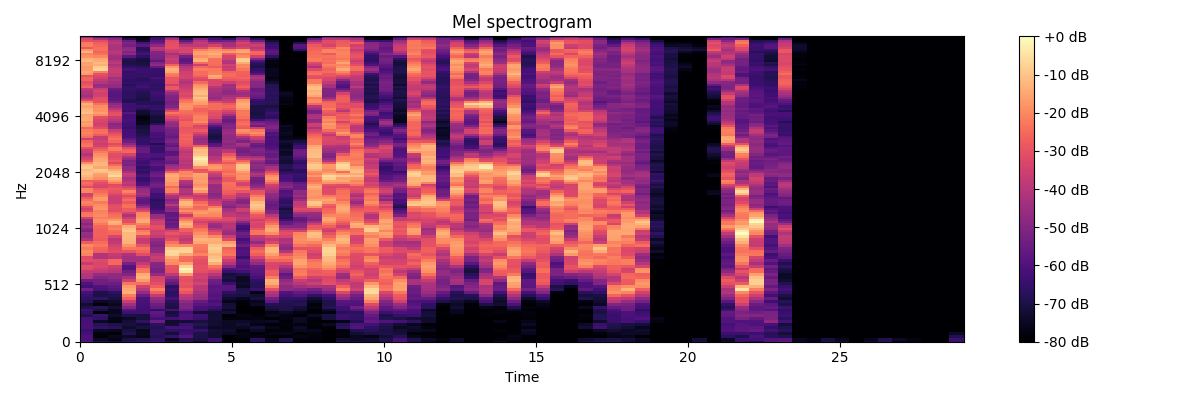 Mel spectrogram
Hz
8192
4096
2048
1024
512
0
0 5 10 15 20 25
Time
+0 dB
-10 dB
-20 dB
-30 dB
-40 dB
-50 dB
-60 dB
-70 dB
-80 dB